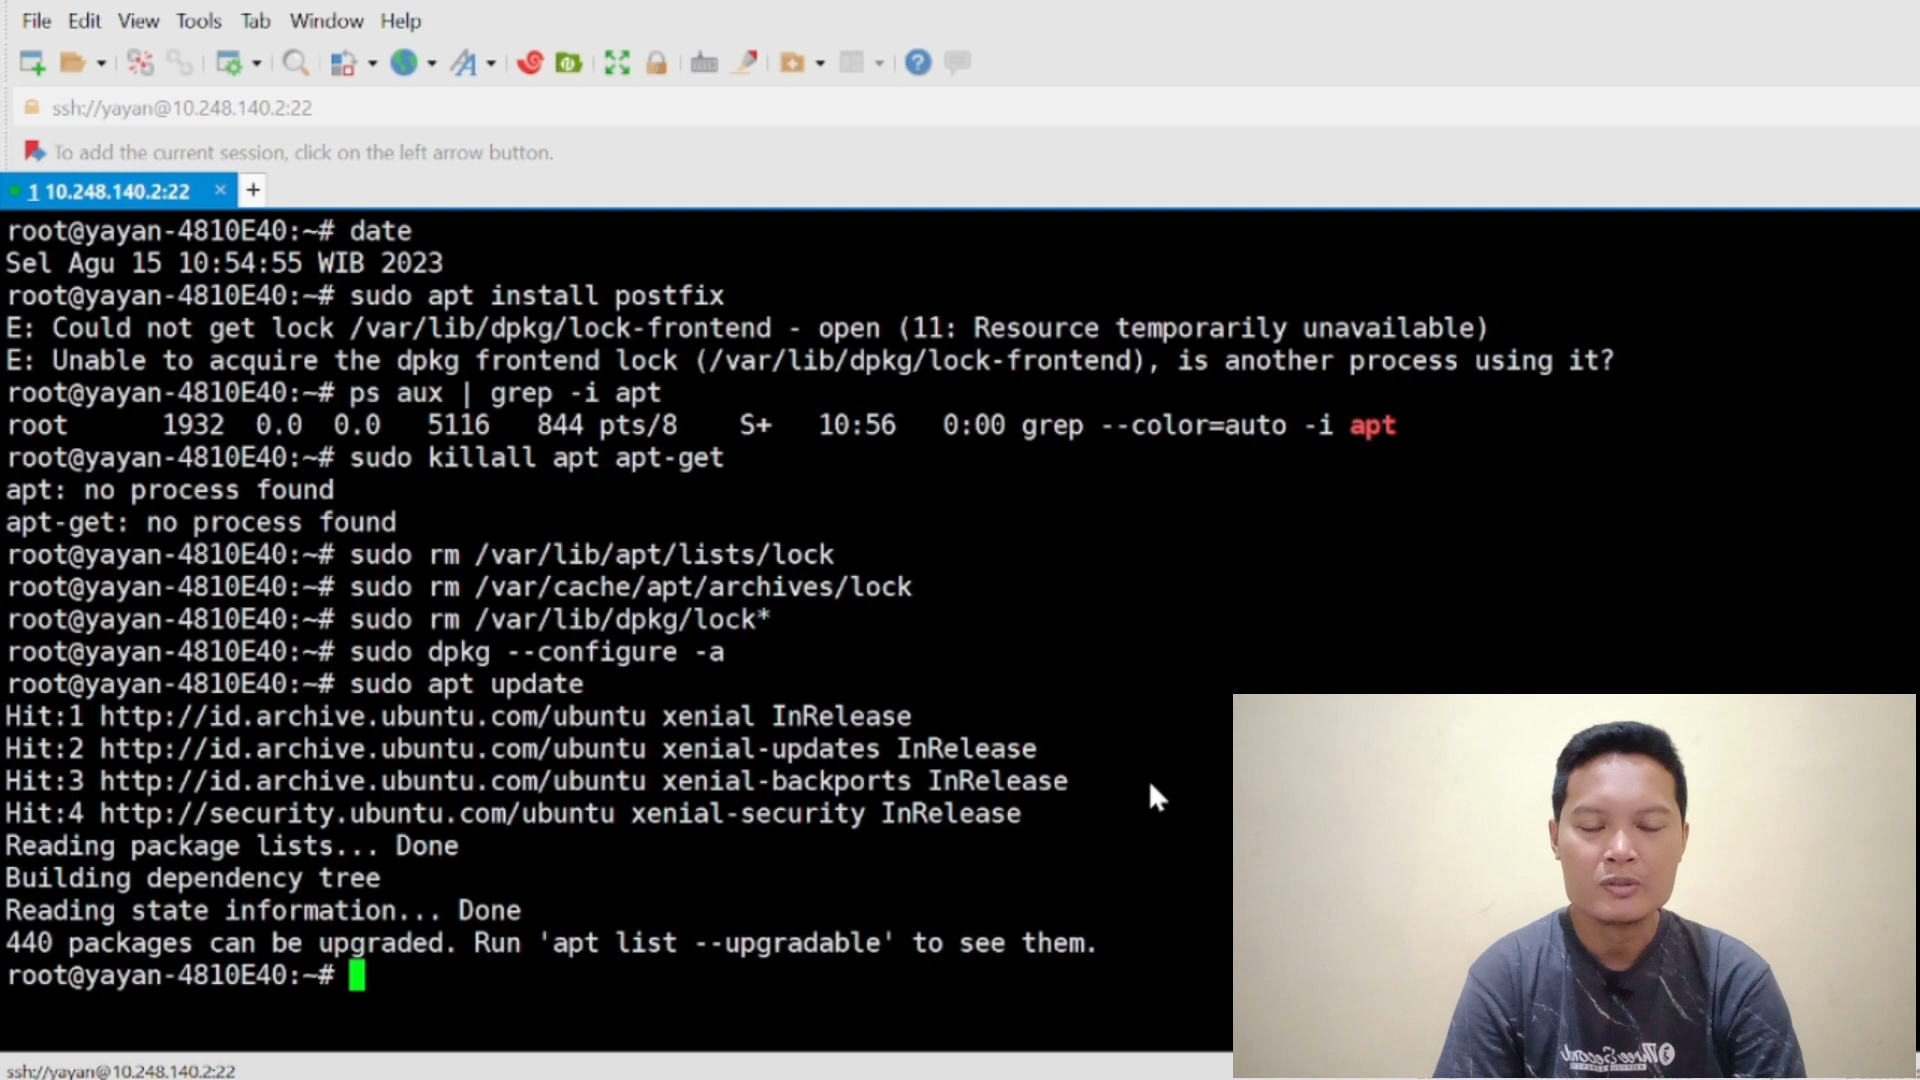 File Edit View Tools Tab Window Help
ssh://yayan@10.248.140.2:22
To add the current session, click on the left arrow button.
1 10.248.140.2:22 × +
root@yayan-4810E40:~# date
Sel Agu 15 10:54:55 WIB 2023
root@yayan-4810E40:~# sudo apt install postfix
E: Could not get lock /var/lib/dpkg/lock-frontend - open (11: Resource temporarily unavailable)
E: Unable to acquire the dpkg frontend lock (/var/lib/dpkg/lock-frontend), is another process using it?
root@yayan-4810E40:~# ps aux | grep -i apt
root      1932  0.0  0.0   5116   844 pts/8    S+   10:56   0:00 grep --color=auto -i apt
root@yayan-4810E40:~# sudo killall apt apt-get
apt: no process found
apt-get: no process found
root@yayan-4810E40:~# sudo rm /var/lib/apt/lists/lock
root@yayan-4810E40:~# sudo rm /var/cache/apt/archives/lock
root@yayan-4810E40:~# sudo rm /var/lib/dpkg/lock*
root@yayan-4810E40:~# sudo dpkg --configure -a
root@yayan-4810E40:~# sudo apt update
Hit:1 http://id.archive.ubuntu.com/ubuntu xenial InRelease
Hit:2 http://id.archive.ubuntu.com/ubuntu xenial-updates InRelease
Hit:3 http://id.archive.ubuntu.com/ubuntu xenial-backports InRelease
Hit:4 http://security.ubuntu.com/ubuntu xenial-security InRelease
Reading package lists... Done
Building dependency tree
Reading state information... Done
440 packages can be upgraded. Run 'apt list --upgradable' to see them.
root@yayan-4810E40:~#
ThreeSecond
ssh://yayan@10.248.140.2:22